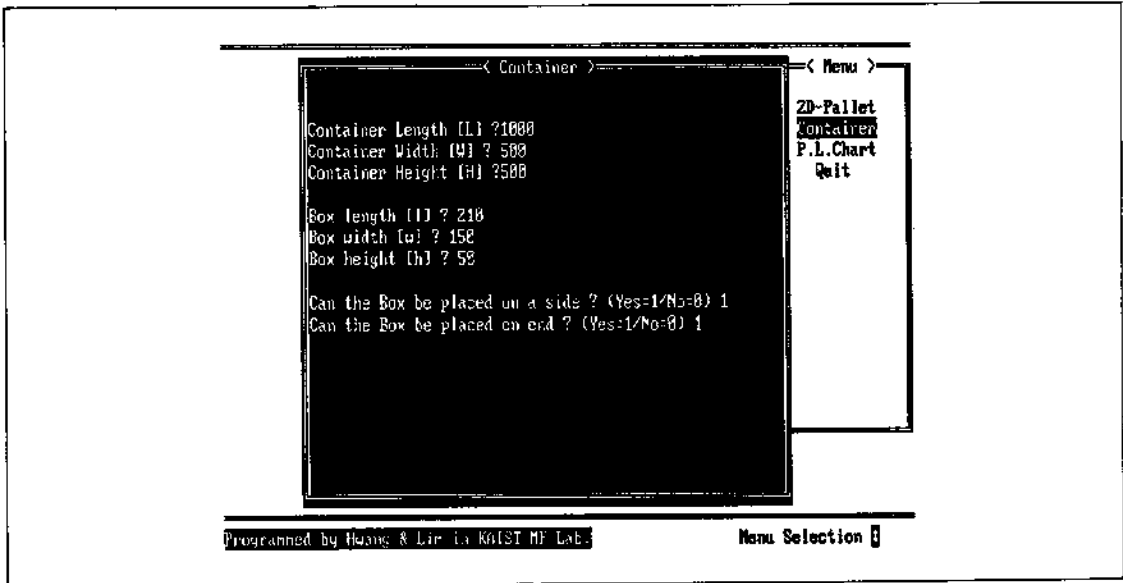 < Container >
Container Length [L] ?1000
Container Width [W] ? 500
Container Height [H] ?500
Box length [l] ? 210
Box width [w] ? 150
Box height [h] ? 50
Can the Box be placed on a side ? (Yes=1/No=0) 1
Can the Box be placed on end ? (Yes=1/No=0) 1
< Menu >
2D-Pallet
Container
P.L.Chart
Quit
Programmed by Hwang & Lim in KAIST MH Lab.
Menu Selection